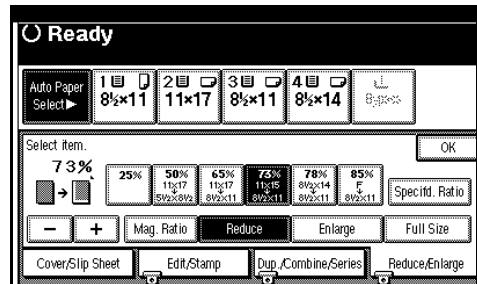 Ready
Auto Paper Select▶
1 8½×11
2 11×17
3 8½×11
4 8½×14
Select item.
OK
73%
25%
50% 11×17 5½×8½
65% 11×17 8½×11
73% 11×15 8½×11
78% 8½×14 8½×11
85% F 8½×11
Specifd. Ratio
− + Mag. Ratio Reduce Enlarge Full Size
Cover/Slip Sheet Edit/Stamp Dup./Combine/Series Reduce/Enlarge